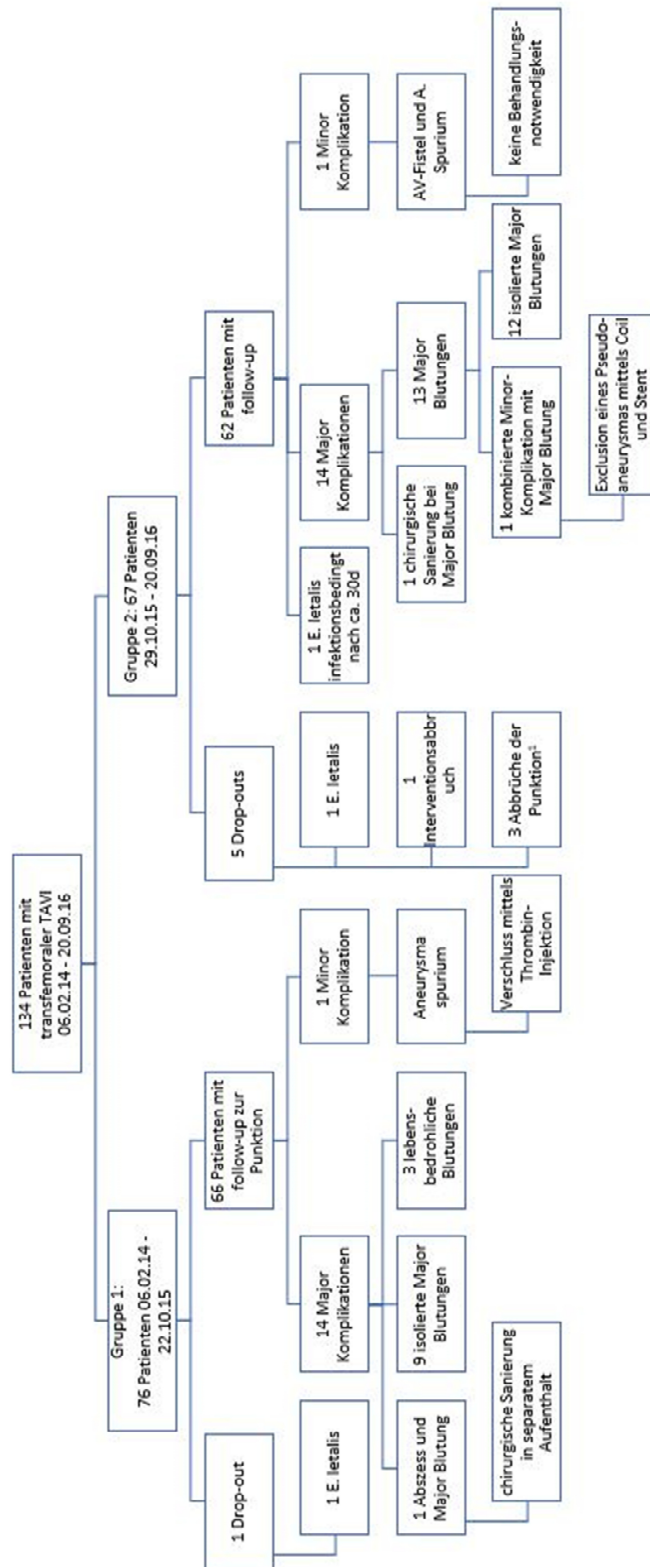 134 Patienten mit
transfemoraler TAVI
06.02.14 - 20.09.16
Gruppe 1:
76 Patienten 06.02.14 -
22.10.15
1 Drop-out
1 E. letalis
66 Patienten mit
follow-up zur
Punktion
14 Major
Komplikationen
1 Abszess und
Major Blutung
chirurgische Sanierung
in separatem
Aufenthalt
9 isolierte Major
Blutungen
3 lebens-
bedrohliche
Blutungen
1 Minor
Komplikation
Aneurysma
spurium
Verschluss mittels
Thrombin-
Injektion
Gruppe 2: 67 Patienten
29.10.15 - 20.09.16
5 Drop-outs
1 E. letalis
1
Interventionsabbr
uch
3 Abbrüche der
Punktion¹
62 Patienten mit
follow-up
1 E. letalis
infektionsbedingt
nach ca. 30d
14 Major
Komplikationen
1 chirurgische
Sanierung bei
Major Blutung
13 Major
Blutungen
1 kombinierte Minor-
Komplikation mit
Major Blutung
Exclusion eines Pseudo-
aneurysmas mittels Coil
und Stent
12 isolierte Major
Blutungen
1 Minor
Komplikation
AV-Fistel und A.
Spurium
keine Behandlungs-
notwendigkeit